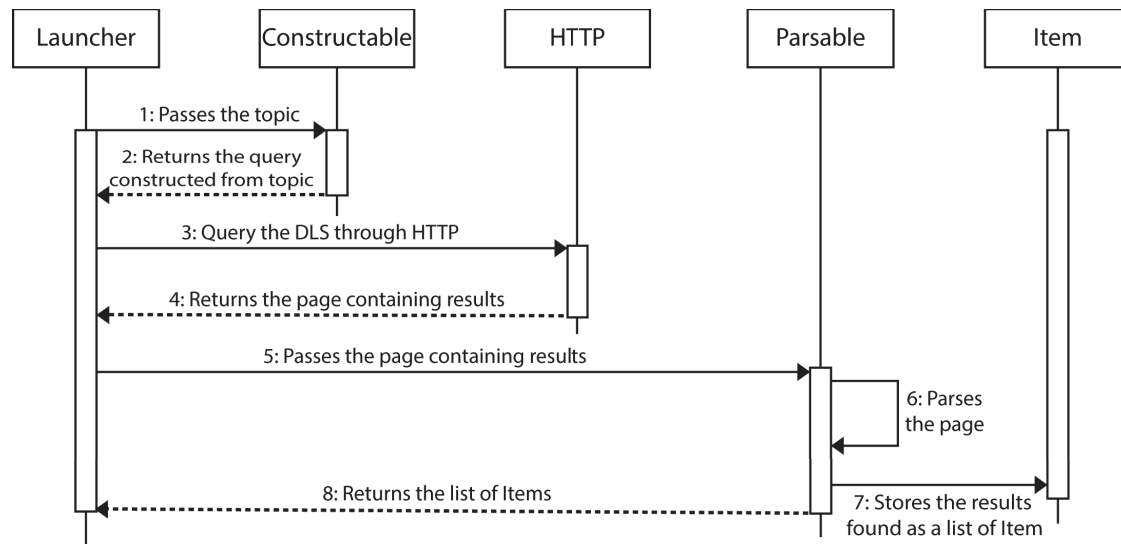 Launcher
Constructable
HTTP
Parsable
Item
1: Passes the topic
2: Returns the query
constructed from topic
3: Query the DLS through HTTP
4: Returns the page containing results
5: Passes the page containing results
6: Parses
the page
7: Stores the results
found as a list of Item
8: Returns the list of Items